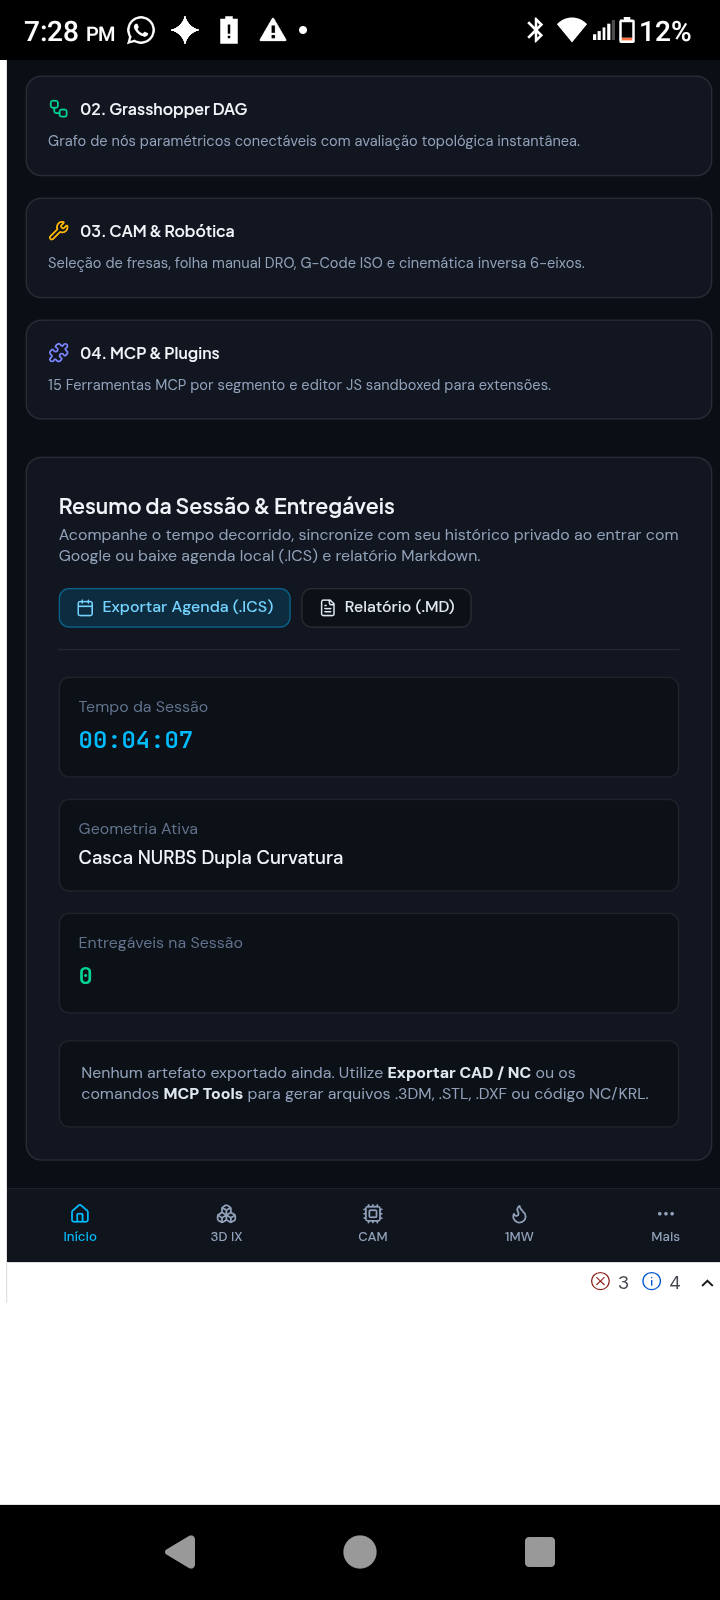 7:28 PM
12%
02. Grasshopper DAG
Grafo de nós paramétricos conectáveis com avaliação topológica instantânea.
03. CAM & Robótica
Seleção de fresas, folha manual DRO, G-Code ISO e cinemática inversa 6-eixos.
04. MCP & Plugins
15 Ferramentas MCP por segmento e editor JS sandboxed para extensões.
Resumo da Sessão & Entregáveis
Acompanhe o tempo decorrido, sincronize com seu histórico privado ao entrar com
Google ou baixe agenda local (.ICS) e relatório Markdown.
Exportar Agenda (.ICS)
Relatório (.MD)
Tempo da Sessão
00:04:07
Geometria Ativa
Casca NURBS Dupla Curvatura
Entregáveis na Sessão
0
Nenhum artefato exportado ainda. Utilize Exportar CAD / NC ou os
comandos MCP Tools para gerar arquivos .3DM, .STL, .DXF ou código NC/KRL.
Início
3D IX
CAM
1MW
Mais
3
4